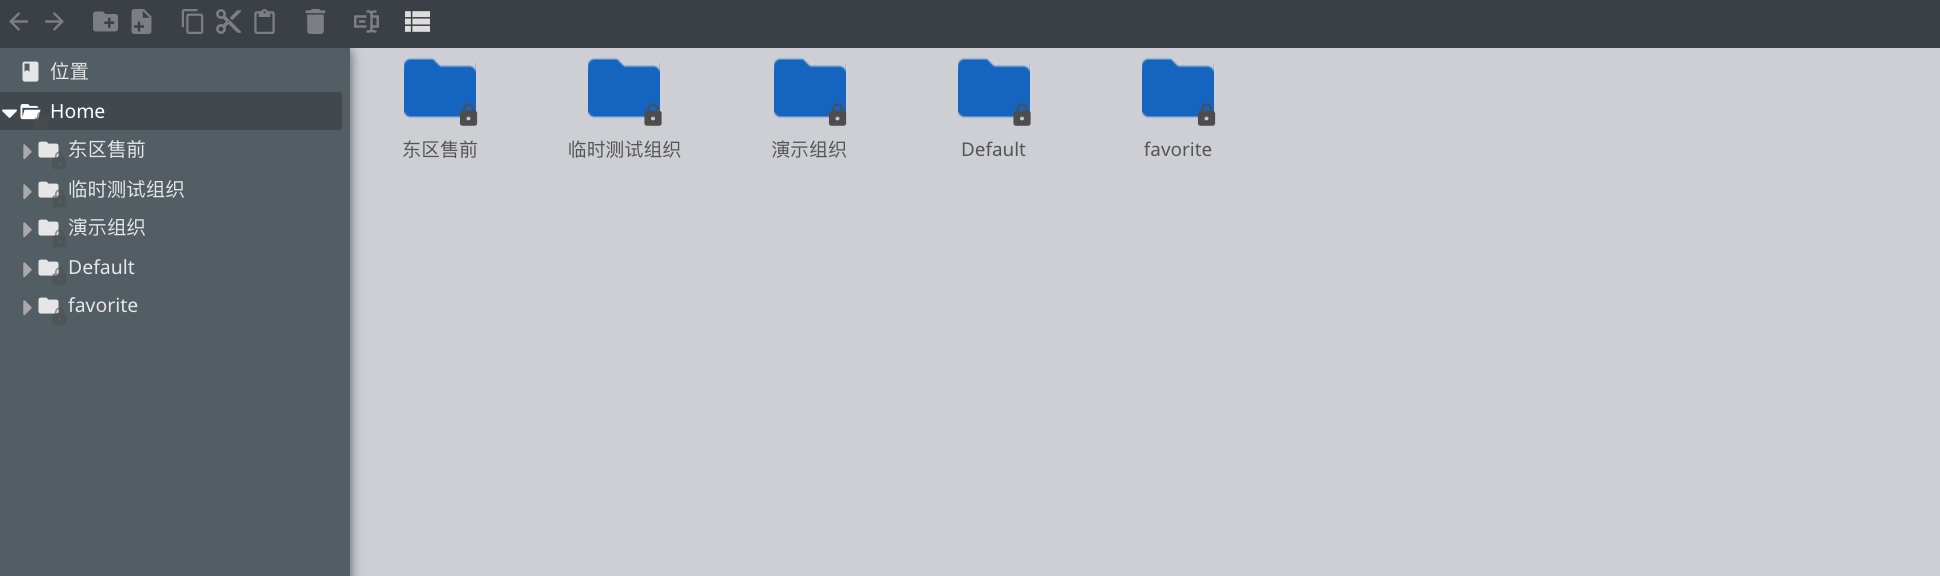 位置
Home
东区售前
临时测试组织
演示组织
Default
favorite
东区售前 临时测试组织 演示组织 Default favorite